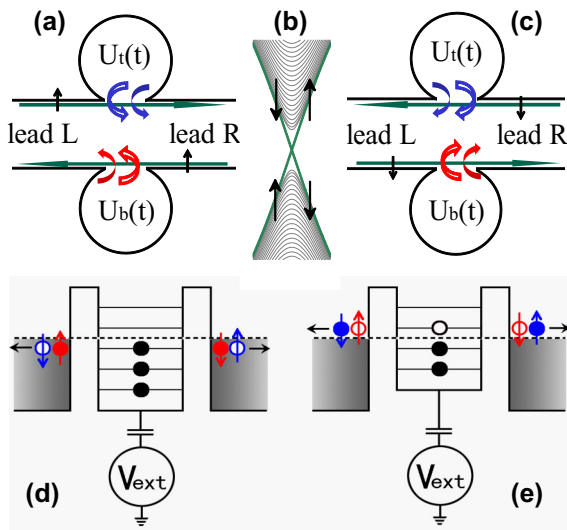 (a)
(b)
(c)
Ut(t)
Ut(t)
lead L
lead R
lead L
lead R
Ub(t)
Ub(t)
Vext
Vext
(d)
(e)